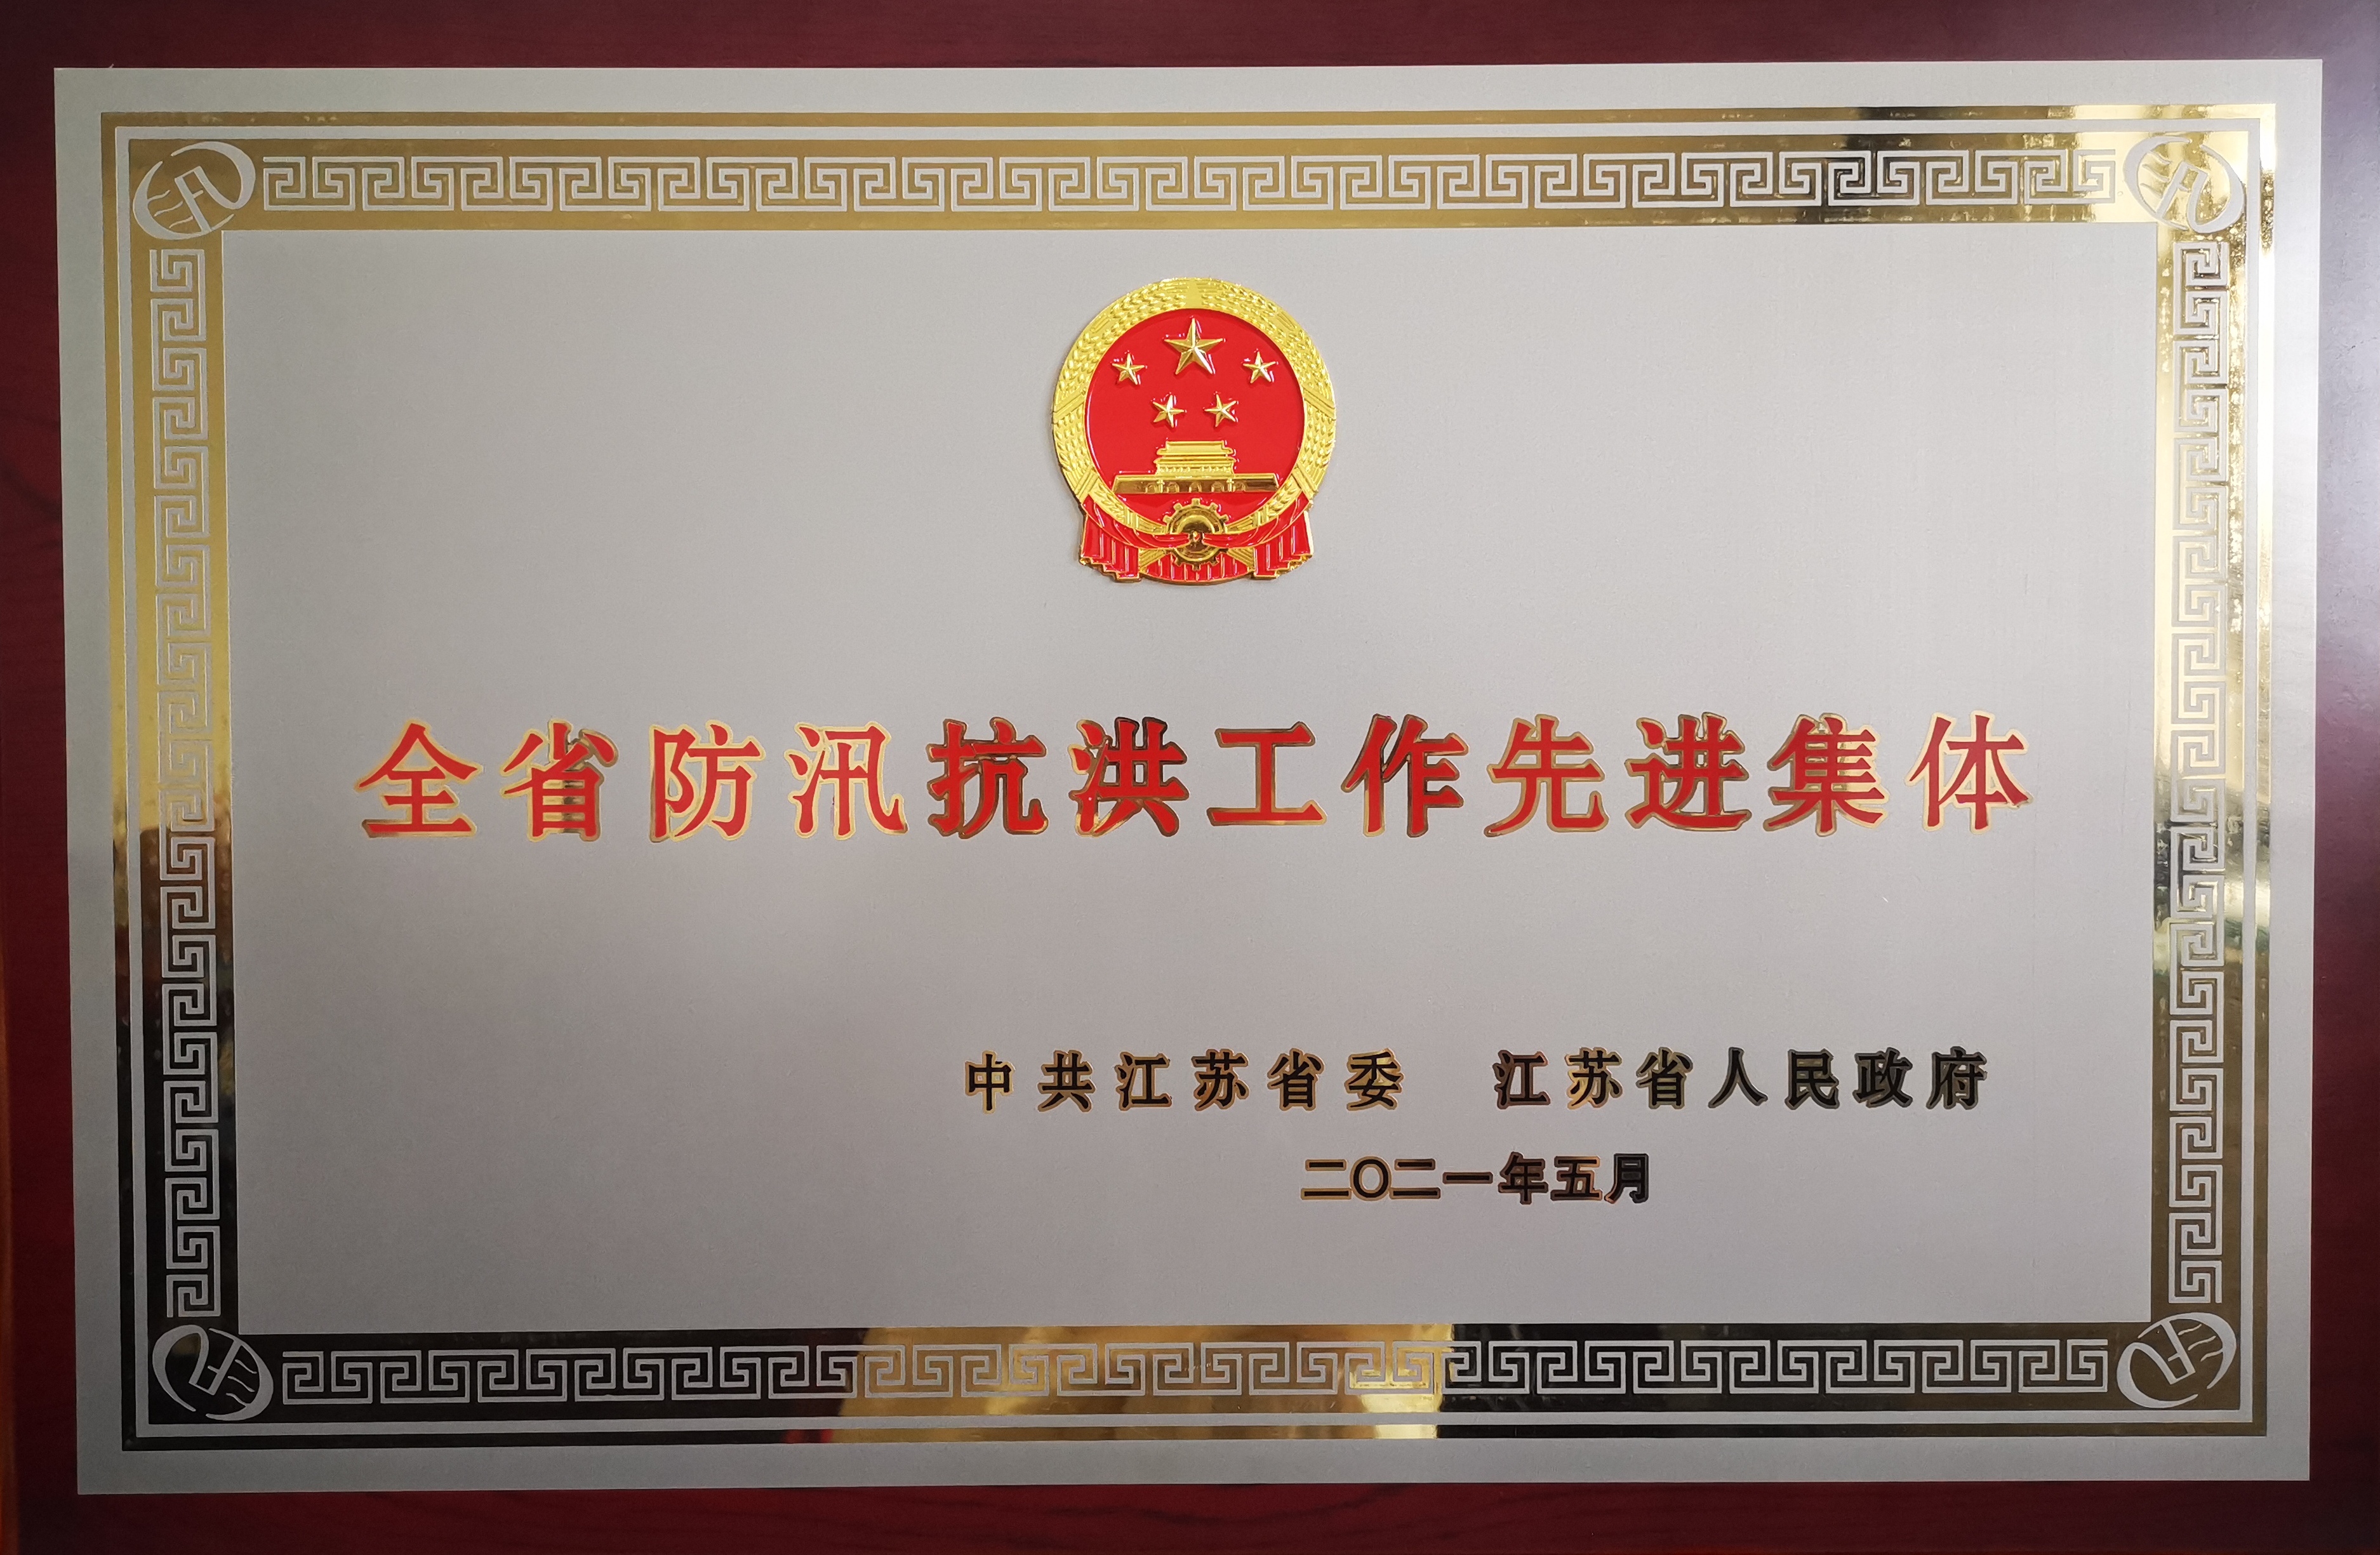 全省防汛抗洪工作先进集体
中共江苏省委 江苏省人民政府
二〇二一年五月